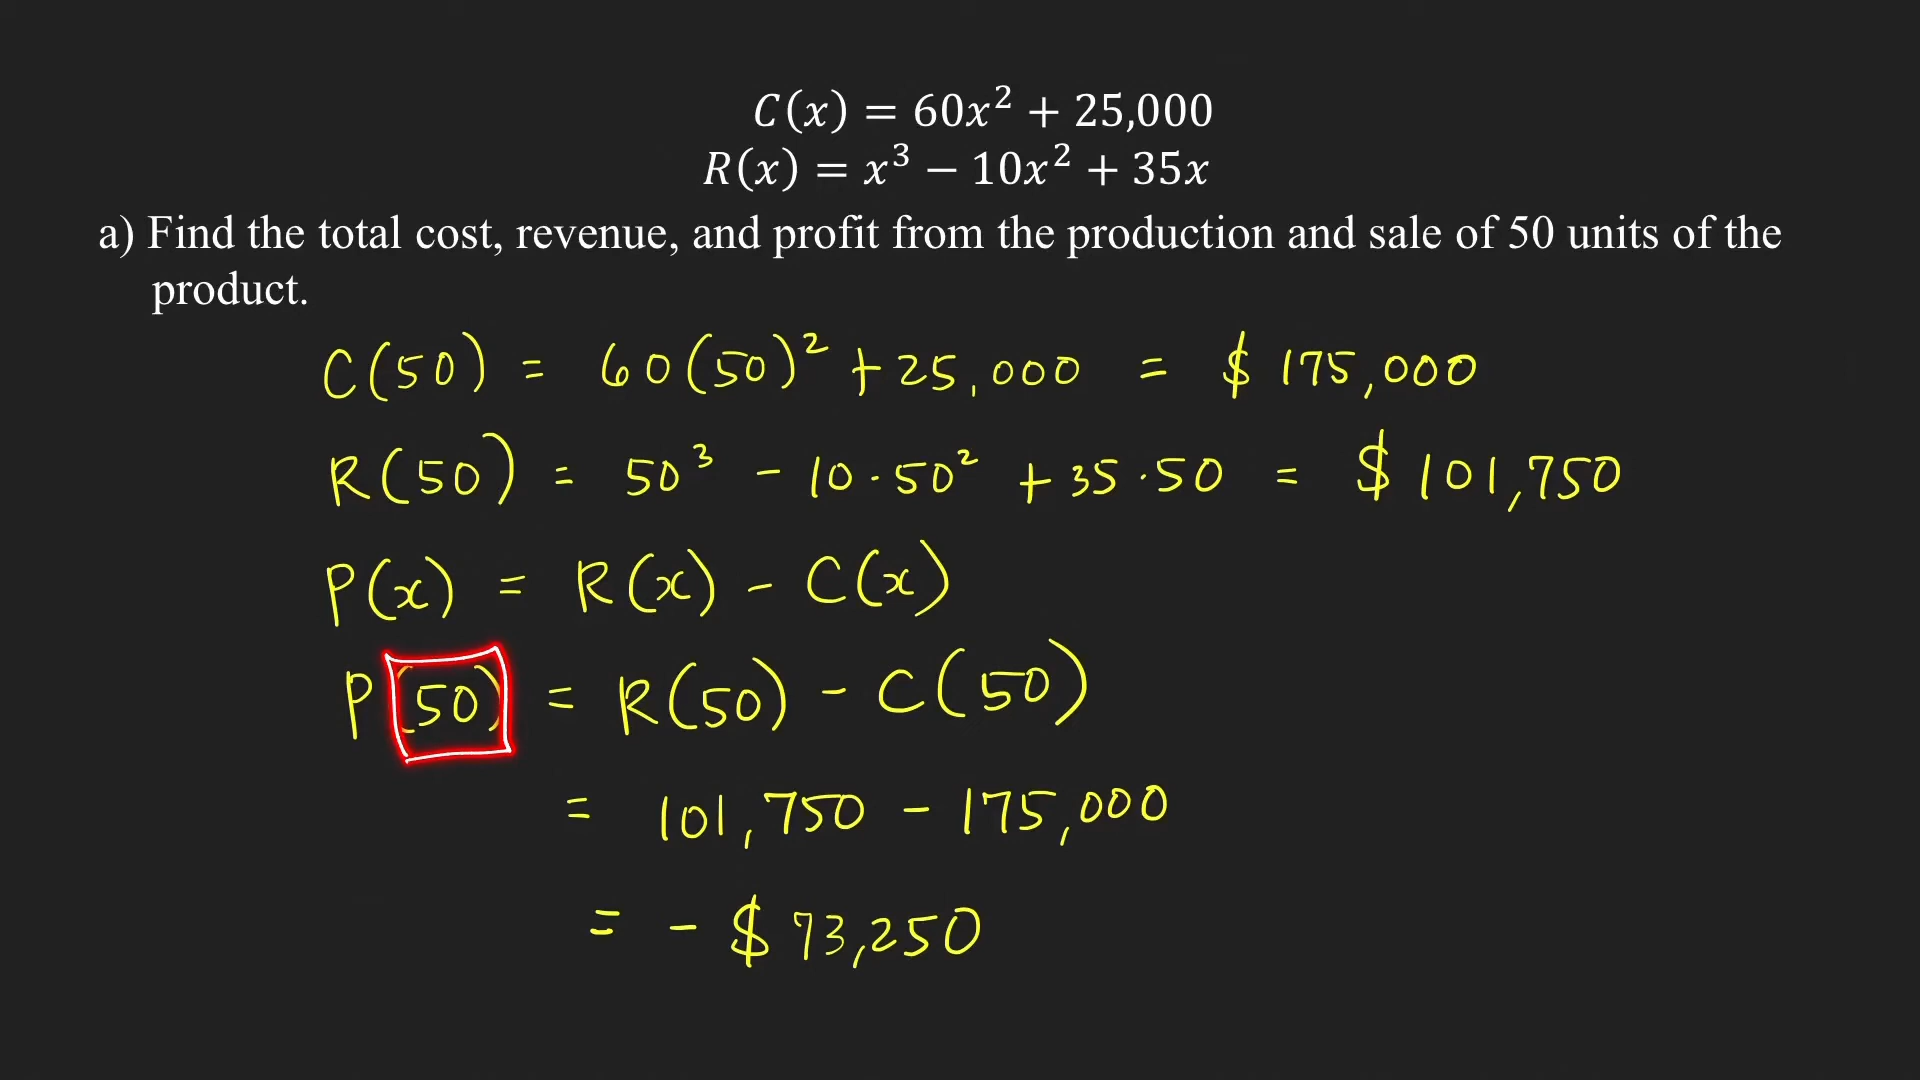 C(x) = 60x² + 25,000
R(x) = x³ − 10x² + 35x
a) Find the total cost, revenue, and profit from the production and sale of 50 units of the
product.
C(50) = 60(50)² + 25,000 = $ 175,000
R(50) = 50³ - 10·50² + 35·50 = $ 101,750
P(x) = R(x) - C(x)
P(50) = R(50) - C(50)
= 101,750 - 175,000
= - $ 73,250